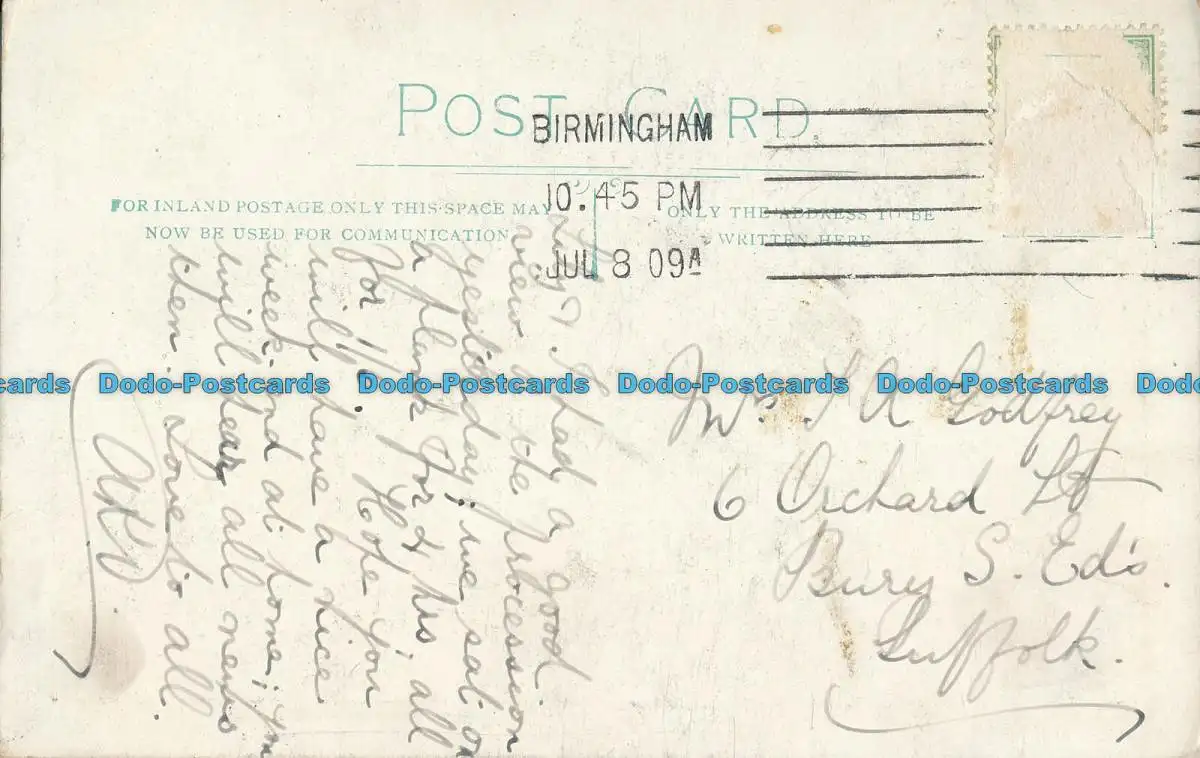 POST CARD.
BIRMINGHAM
10.45 PM
JUL 8 09A
FOR INLAND POSTAGE ONLY THIS SPACE MAY
NOW BE USED FOR COMMUNICATION
ONLY THE ADDRESS TO BE
WRITTEN HERE
I had a good
view of the procession
yesterday; we sat on
a plank for 4 hrs, all
for Hope you
will have a nice
week-end at home; you
will hear all news
then. Love to all.
Mrs. S A Godfrey
6 Orchard St
Bury S. Ed's.
Suffolk.
cards Dodo-Postcards Dodo-Postcards Dodo-Postcards Dodo-Postcards Dodo-